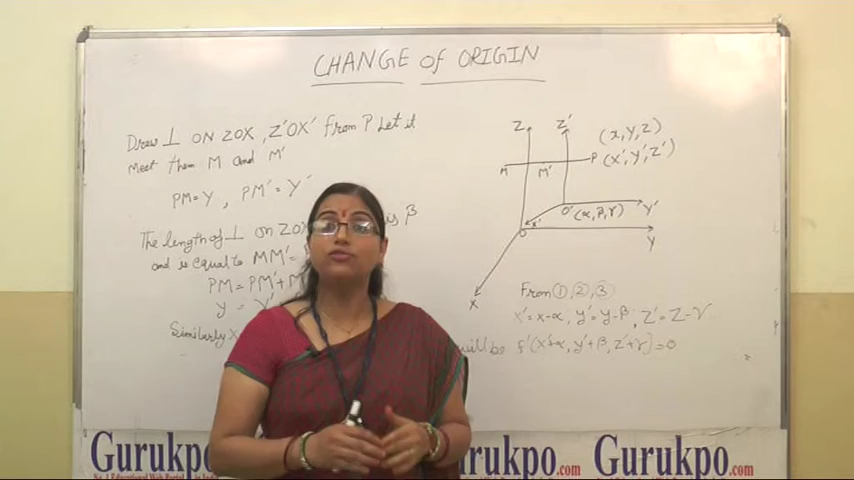 CHANGE of ORIGIN
Draw ⊥ ON ZOX, Z'OX' From P Let it
meet them M and M'
PM=Y, PM'=Y'
The length of ⊥ on ZOX is β
and is equal to MM'=
PM=PM'+M
y = Y'
Similarly X
Z
Z'
(x,y,z)
M
M'
P
(x',y',z')
O'
(α,β,γ)
Y'
X'
O
Y
X
From ①,②,③
x'=x-α, y'=y-β, Z'=Z-γ
will be f'(x'+α, y'+β, z'+γ)=0
Gurukpo
Gurukpo.com
Gurukpo.com